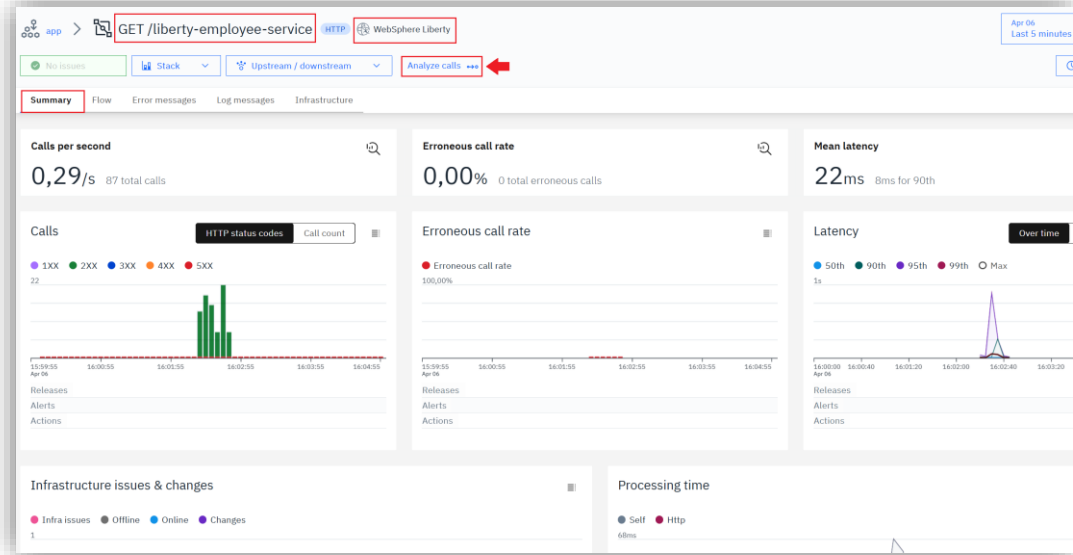 app > GET /liberty-employee-service HTTP WebSphere Liberty
Apr 06
Last 5 minutes
No issues Stack Upstream / downstream Analyze calls
Summary Flow Error messages Log messages Infrastructure
Calls per second
0,29/s 87 total calls
Erroneous call rate
0,00% 0 total erroneous calls
Mean latency
22ms 8ms for 90th
Calls HTTP status codes Call count
1XX 2XX 3XX 4XX 5XX
22
15:59:55 16:00:55 16:01:55 16:02:55 16:03:55 16:04:55
Apr 06
Releases
Alerts
Actions
Erroneous call rate
Erroneous call rate
100,00%
15:59:55 16:00:55 16:01:55 16:02:55 16:03:55 16:04:55
Apr 06
Releases
Alerts
Actions
Latency Over time
50th 90th 95th 99th Max
1s
16:00:00 16:00:40 16:01:20 16:02:00 16:02:40 16:03:20
Apr 06
Releases
Alerts
Actions
Infrastructure issues & changes
Infra issues Offline Online Changes
1
Processing time
Self Http
68ms